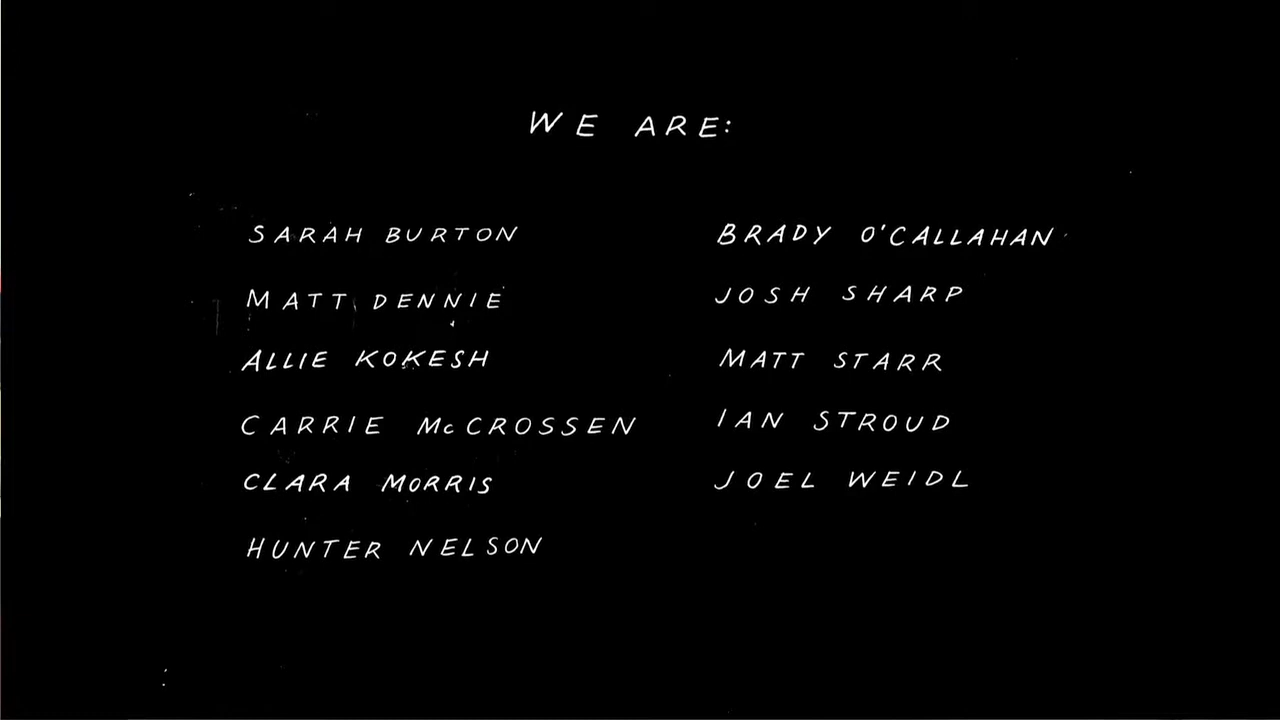 WE ARE:
SARAH BURTON
MATT DENNIE
ALLIE KOKESH
CARRIE McCROSSEN
CLARA MORRIS
HUNTER NELSON
BRADY O'CALLAHAN
JOSH SHARP
MATT STARR
IAN STROUD
JOEL WEIDL